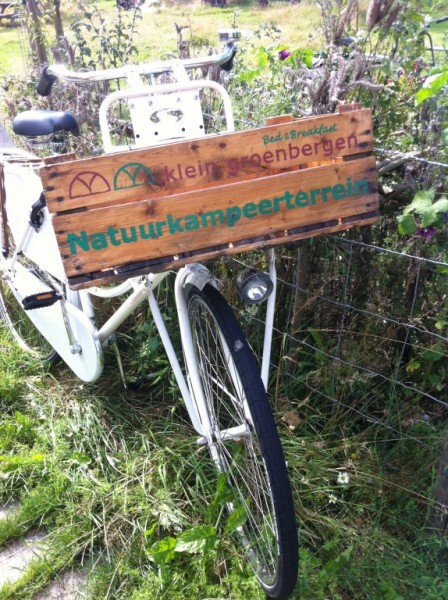 Bed & Breakfast
klein groenbergen
Natuurkampeerterrein